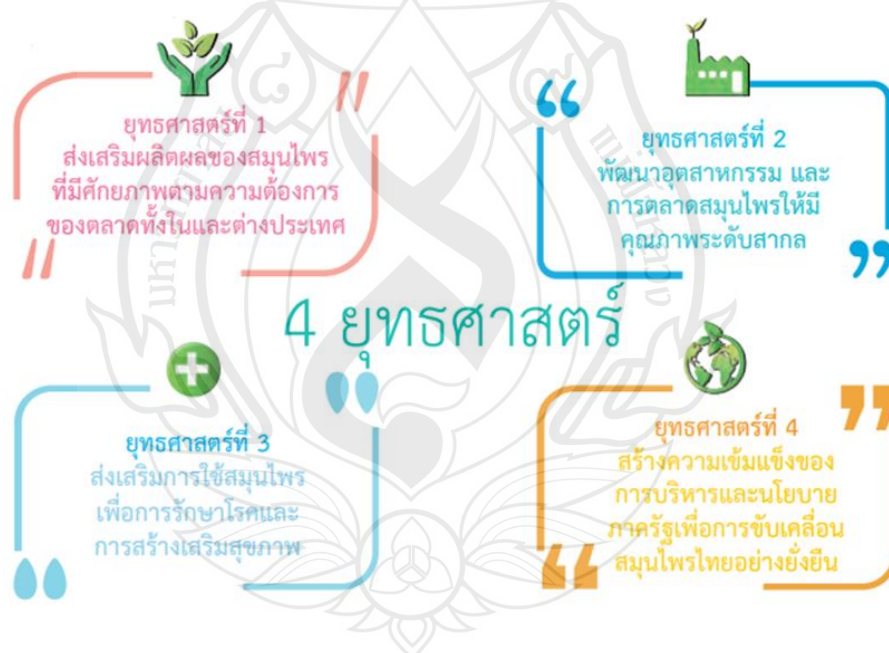 ยุทธศาสตร์ที่ 1
ส่งเสริมผลิตผลของสมุนไพร
ที่มีศักยภาพตามความต้องการ
ของตลาดทั้งในและต่างประเทศ
ยุทธศาสตร์ที่ 2
พัฒนาอุตสาหกรรม และ
การตลาดสมุนไพรให้มี
คุณภาพระดับสากล
4 ยุทธศาสตร์
ยุทธศาสตร์ที่ 3
ส่งเสริมการใช้สมุนไพร
เพื่อการรักษาโรคและ
การสร้างเสริมสุขภาพ
ยุทธศาสตร์ที่ 4
สร้างความเข้มแข็งของ
การบริหารและนโยบาย
ภาครัฐเพื่อการขับเคลื่อน
สมุนไพรไทยอย่างยั่งยืน